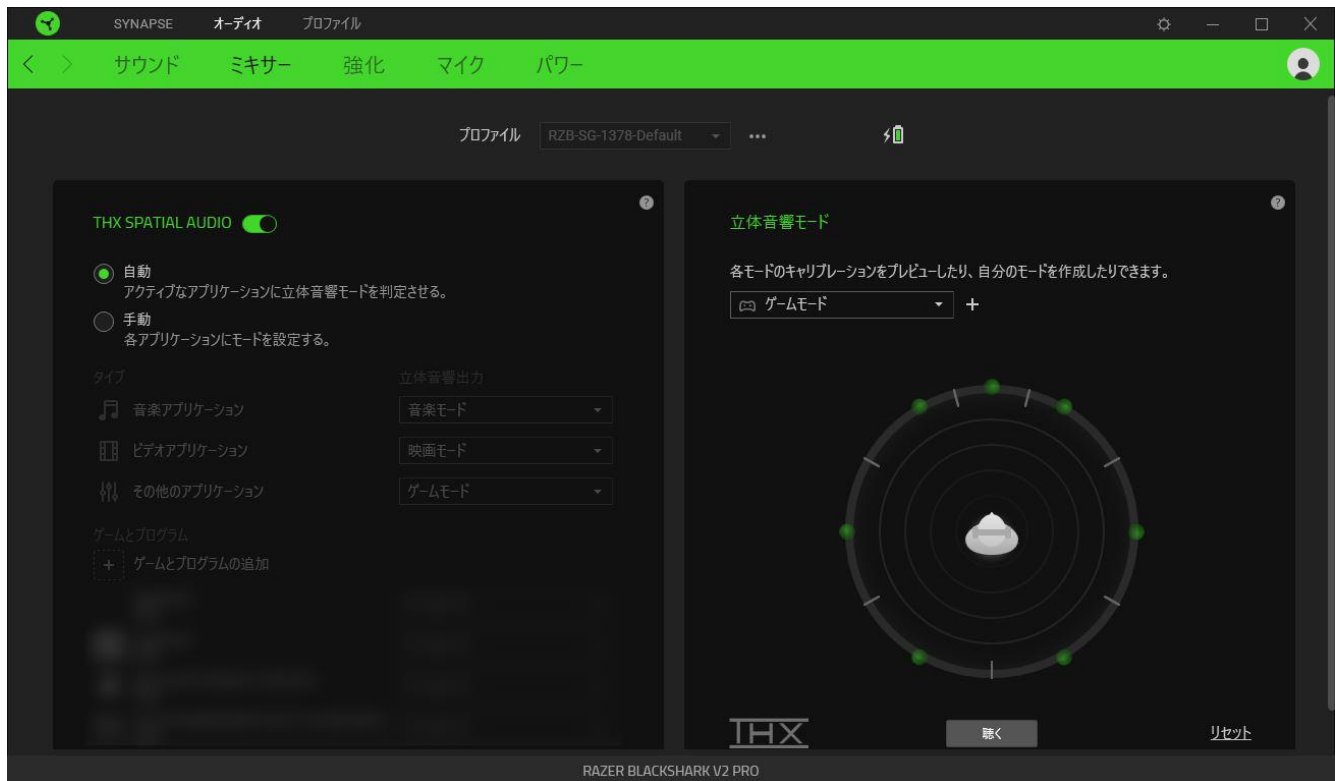 SYNAPSE オーディオ プロファイル
サウンド ミキサー 強化 マイク パワー
プロファイル RZB-SG-1378-Default
THX SPATIAL AUDIO
自動
アクティブなアプリケーションに立体音響モードを判定させる。
手動
各アプリケーションにモードを設定する。
タイプ 立体音響出力
音楽アプリケーション 音楽モード
ビデオアプリケーション 映画モード
その他のアプリケーション ゲームモード
ゲームとプログラム
+ ゲームとプログラムの追加
立体音響モード
各モードのキャリブレーションをプレビューしたり、自分のモードを作成したりできます。
ゲームモード +
THX 聴く リセット
RAZER BLACKSHARK V2 PRO